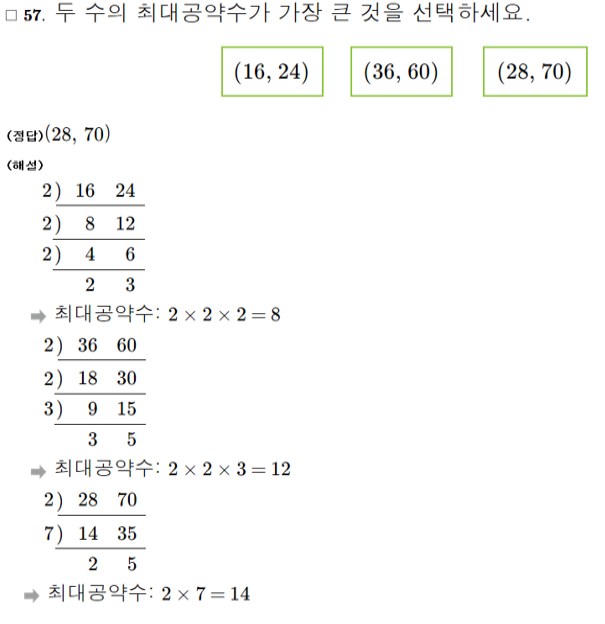 □ 57. 두 수의 최대공약수가 가장 큰 것을 선택하세요.
(16, 24) (36, 60) (28, 70)
(정답)(28, 70)
(해설)
2) 16 24
2) 8 12
2) 4 6
2 3
➡ 최대공약수: 2 × 2 × 2 = 8
2) 36 60
2) 18 30
3) 9 15
3 5
➡ 최대공약수: 2 × 2 × 3 = 12
2) 28 70
7) 14 35
2 5
➡ 최대공약수: 2 × 7 = 14